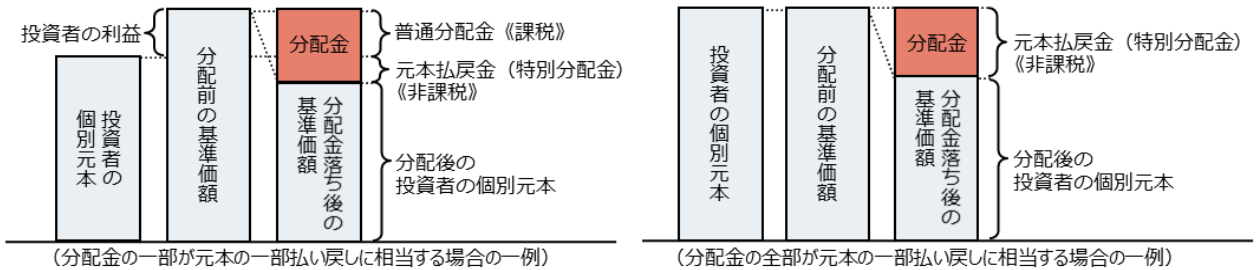 投資者の利益
投資者の
個別元本
分配前の基準価額
分配金
分配金落ち後の
基準価額
普通分配金《課税》
元本払戻金（特別分配金）
《非課税》
分配後の
投資者の個別元本
（分配金の一部が元本の一部払い戻しに相当する場合の一例）
投資者の個別元本
分配前の基準価額
分配金
分配金落ち後の
基準価額
元本払戻金（特別分配金）
《非課税》
分配後の
投資者の個別元本
（分配金の全部が元本の一部払い戻しに相当する場合の一例）